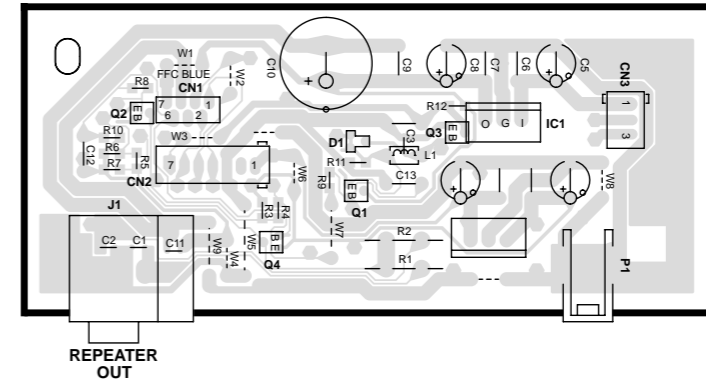 W1
FFC BLUE
CN1
R8
W2
7 1
6 2
Q2
E B
R10
R6
R7
C12
R5
W3
7 1
CN2
C10
+
C9
+
C8
C7
C6
+
C5
CN3
1
3
R12
Q3
E B
O G I
IC1
D1
C3
L1
R11
C13
R9
E B
Q1
W6
W7
+
+
W8
J1
C2
C1
C11
W9
W4
W5
R3
R4
B E
Q4
R2
R1
P1
REPEATER
OUT